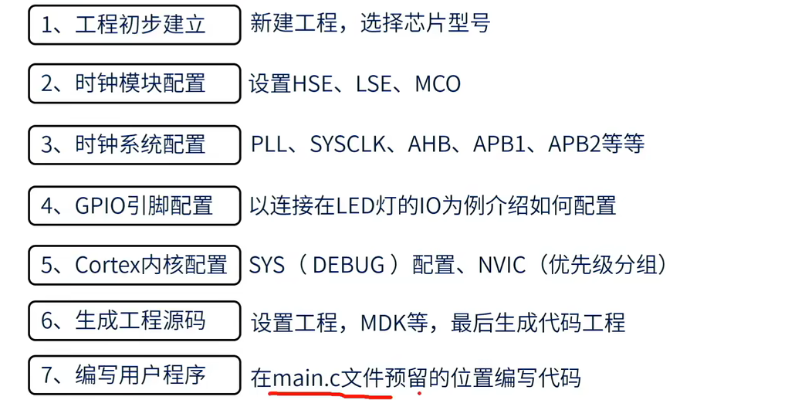 1、工程初步建立 新建工程，选择芯片型号
2、时钟模块配置 设置HSE、LSE、MCO
3、时钟系统配置 PLL、SYSCLK、AHB、APB1、APB2等等
4、GPIO引脚配置 以连接在LED灯的IO为例介绍如何配置
5、Cortex内核配置 SYS（DEBUG）配置、NVIC（优先级分组）
6、生成工程源码 设置工程，MDK等，最后生成代码工程
7、编写用户程序 在main.c文件预留的位置编写代码